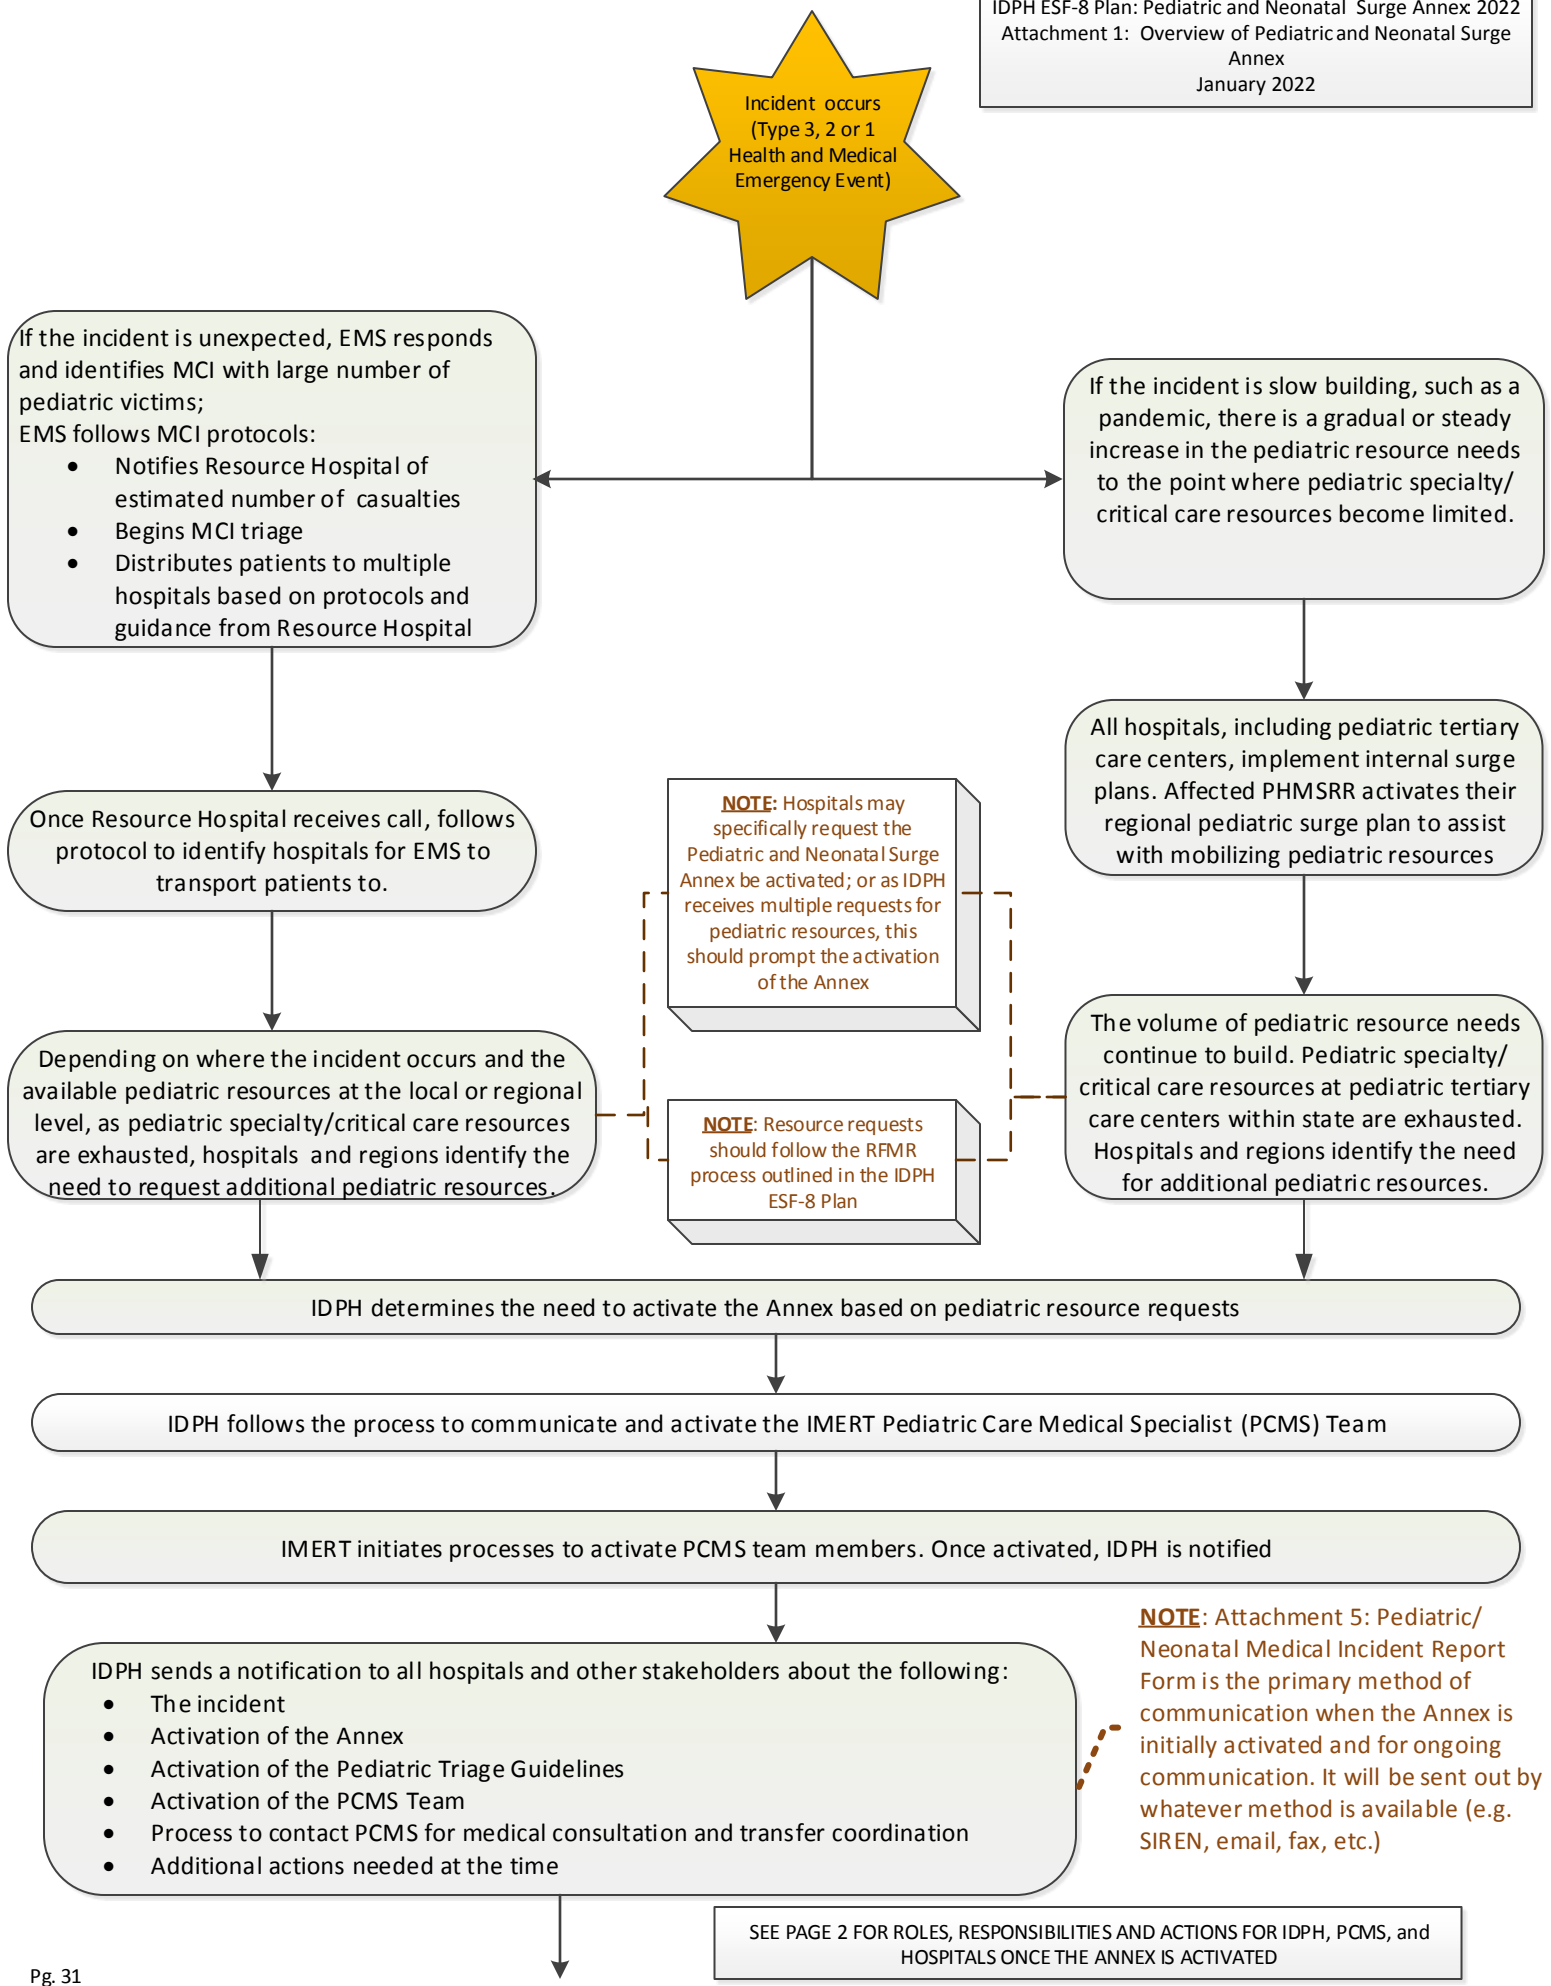 IDPH ESF-8 Plan: Pediatric and Neonatal Surge Annex 2022
Attachment 1: Overview of Pediatric and Neonatal Surge
Annex
January 2022
Incident occurs
(Type 3, 2 or 1
Health and Medical
Emergency Event)
If the incident is unexpected, EMS responds
and identifies MCI with large number of
pediatric victims;
EMS follows MCI protocols:
• Notifies Resource Hospital of
estimated number of casualties
• Begins MCI triage
• Distributes patients to multiple
hospitals based on protocols and
guidance from Resource Hospital
If the incident is slow building, such as a
pandemic, there is a gradual or steady
increase in the pediatric resource needs
to the point where pediatric specialty/
critical care resources become limited.
All hospitals, including pediatric tertiary
care centers, implement internal surge
plans. Affected PHMSRR activates their
regional pediatric surge plan to assist
with mobilizing pediatric resources
Once Resource Hospital receives call, follows
protocol to identify hospitals for EMS to
transport patients to.
NOTE: Hospitals may
specifically request the
Pediatric and Neonatal Surge
Annex be activated; or as IDPH
receives multiple requests for
pediatric resources, this
should prompt the activation
of the Annex
Depending on where the incident occurs and the
available pediatric resources at the local or regional
level, as pediatric specialty/critical care resources
are exhausted, hospitals and regions identify the
need to request additional pediatric resources.
NOTE: Resource requests
should follow the RFMR
process outlined in the IDPH
ESF-8 Plan
The volume of pediatric resource needs
continue to build. Pediatric specialty/
critical care resources at pediatric tertiary
care centers within state are exhausted.
Hospitals and regions identify the need
for additional pediatric resources.
IDPH determines the need to activate the Annex based on pediatric resource requests
IDPH follows the process to communicate and activate the IMERT Pediatric Care Medical Specialist (PCMS) Team
IMERT initiates processes to activate PCMS team members. Once activated, IDPH is notified
IDPH sends a notification to all hospitals and other stakeholders about the following:
• The incident
• Activation of the Annex
• Activation of the Pediatric Triage Guidelines
• Activation of the PCMS Team
• Process to contact PCMS for medical consultation and transfer coordination
• Additional actions needed at the time
NOTE: Attachment 5: Pediatric/
Neonatal Medical Incident Report
Form is the primary method of
communication when the Annex is
initially activated and for ongoing
communication. It will be sent out by
whatever method is available (e.g.
SIREN, email, fax, etc.)
SEE PAGE 2 FOR ROLES, RESPONSIBILITIES AND ACTIONS FOR IDPH, PCMS, and
HOSPITALS ONCE THE ANNEX IS ACTIVATED
Pg. 31